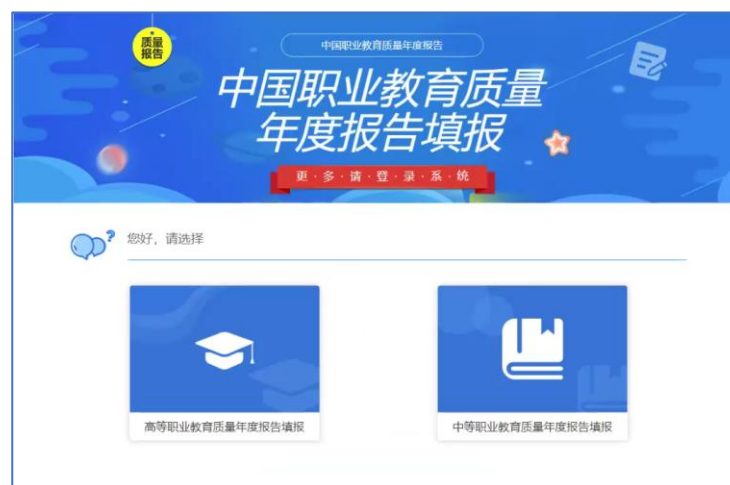 质量
报告
中国职业教育质量年度报告
中国职业教育质量
年度报告填报
更·多·请·登·录·系·统
?
您好，请选择
高等职业教育质量年度报告填报
中等职业教育质量年度报告填报